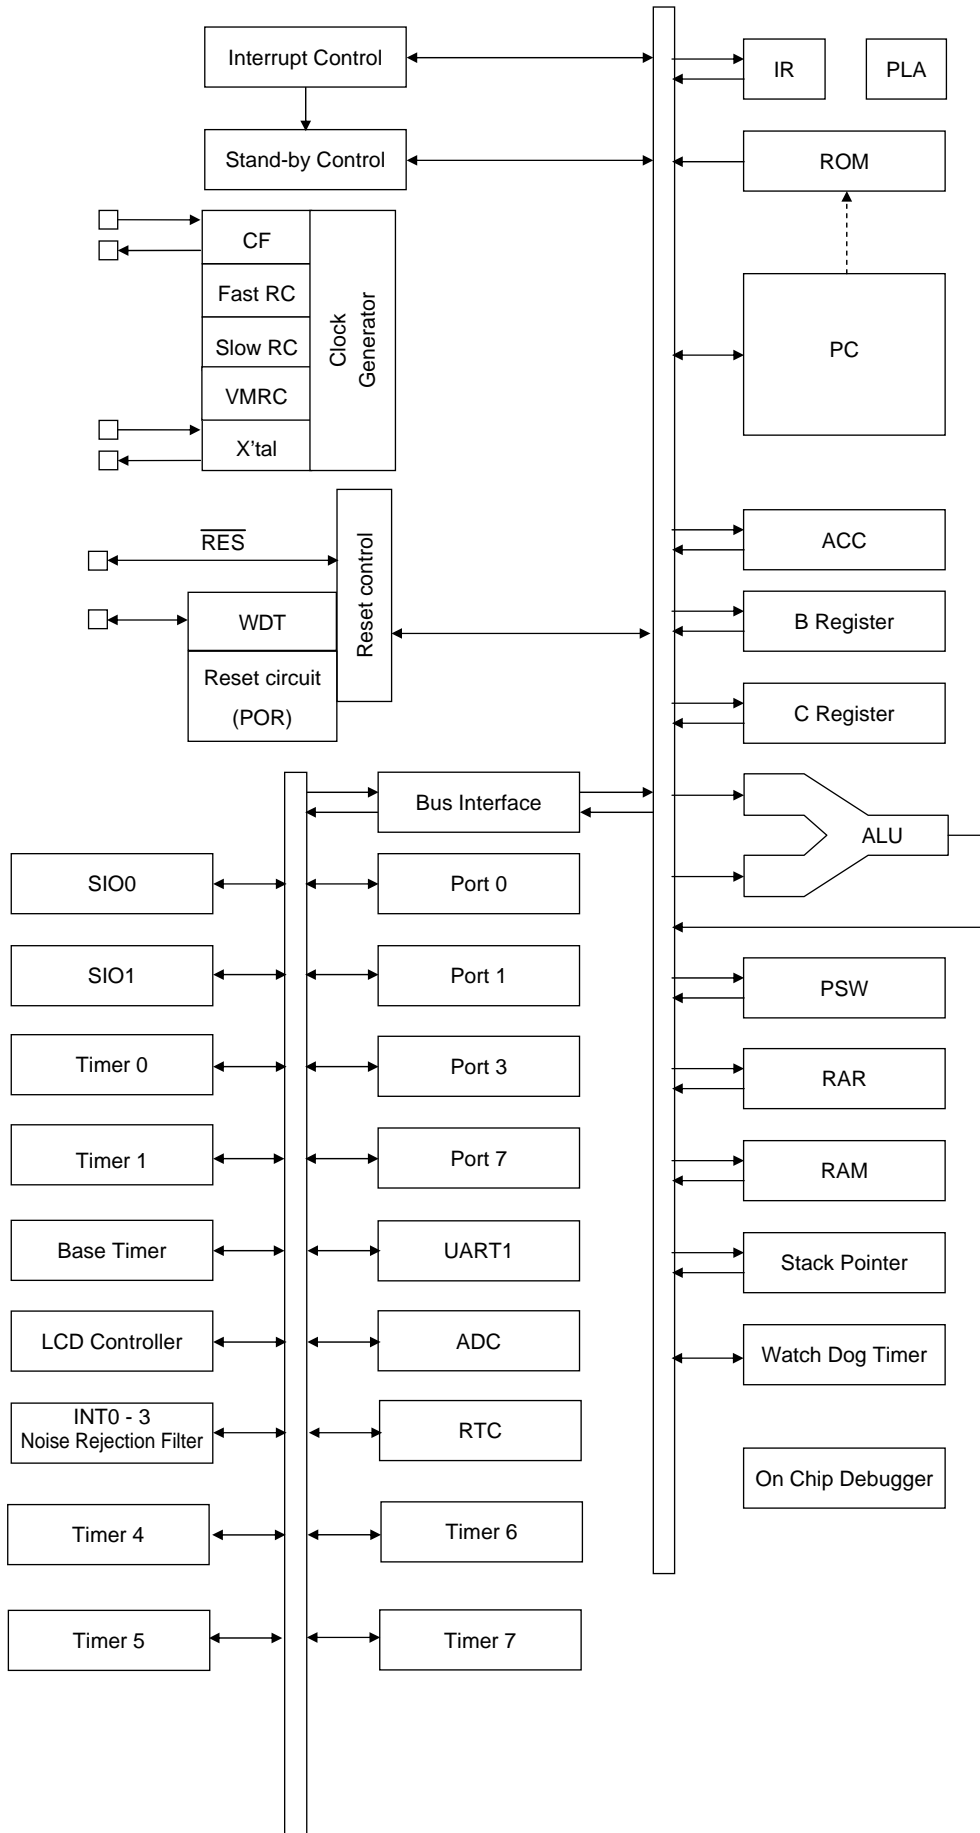 Interrupt Control
IR
PLA
Stand-by Control
ROM
CF
Fast RC
Slow RC
VMRC
X'tal
Clock
Generator
PC
RES
Reset control
WDT
Reset circuit
(POR)
ACC
B Register
C Register
Bus Interface
ALU
SIO0
Port 0
SIO1
Port 1
PSW
Timer 0
Port 3
RAR
Timer 1
Port 7
RAM
Base Timer
UART1
Stack Pointer
LCD Controller
ADC
Watch Dog Timer
INT0 - 3
Noise Rejection Filter
RTC
On Chip Debugger
Timer 4
Timer 6
Timer 5
Timer 7